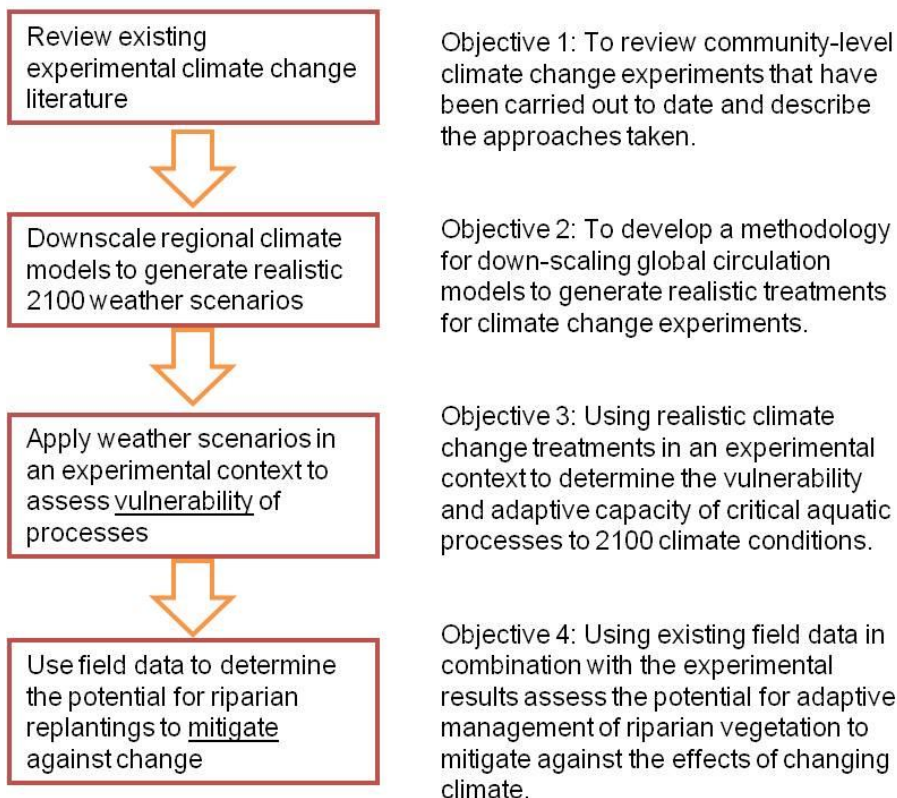 Review existing
experimental climate change
literature
Objective 1: To review community-level
climate change experiments that have
been carried out to date and describe
the approaches taken.
Downscale regional climate
models to generate realistic
2100 weather scenarios
Objective 2: To develop a methodology
for down-scaling global circulation
models to generate realistic treatments
for climate change experiments.
Apply weather scenarios in
an experimental context to
assess vulnerability of
processes
Objective 3: Using realistic climate
change treatments in an experimental
context to determine the vulnerability
and adaptive capacity of critical aquatic
processes to 2100 climate conditions.
Use field data to determine
the potential for riparian
replantings to mitigate
against change
Objective 4: Using existing field data in
combination with the experimental
results assess the potential for adaptive
management of riparian vegetation to
mitigate against the effects of changing
climate.